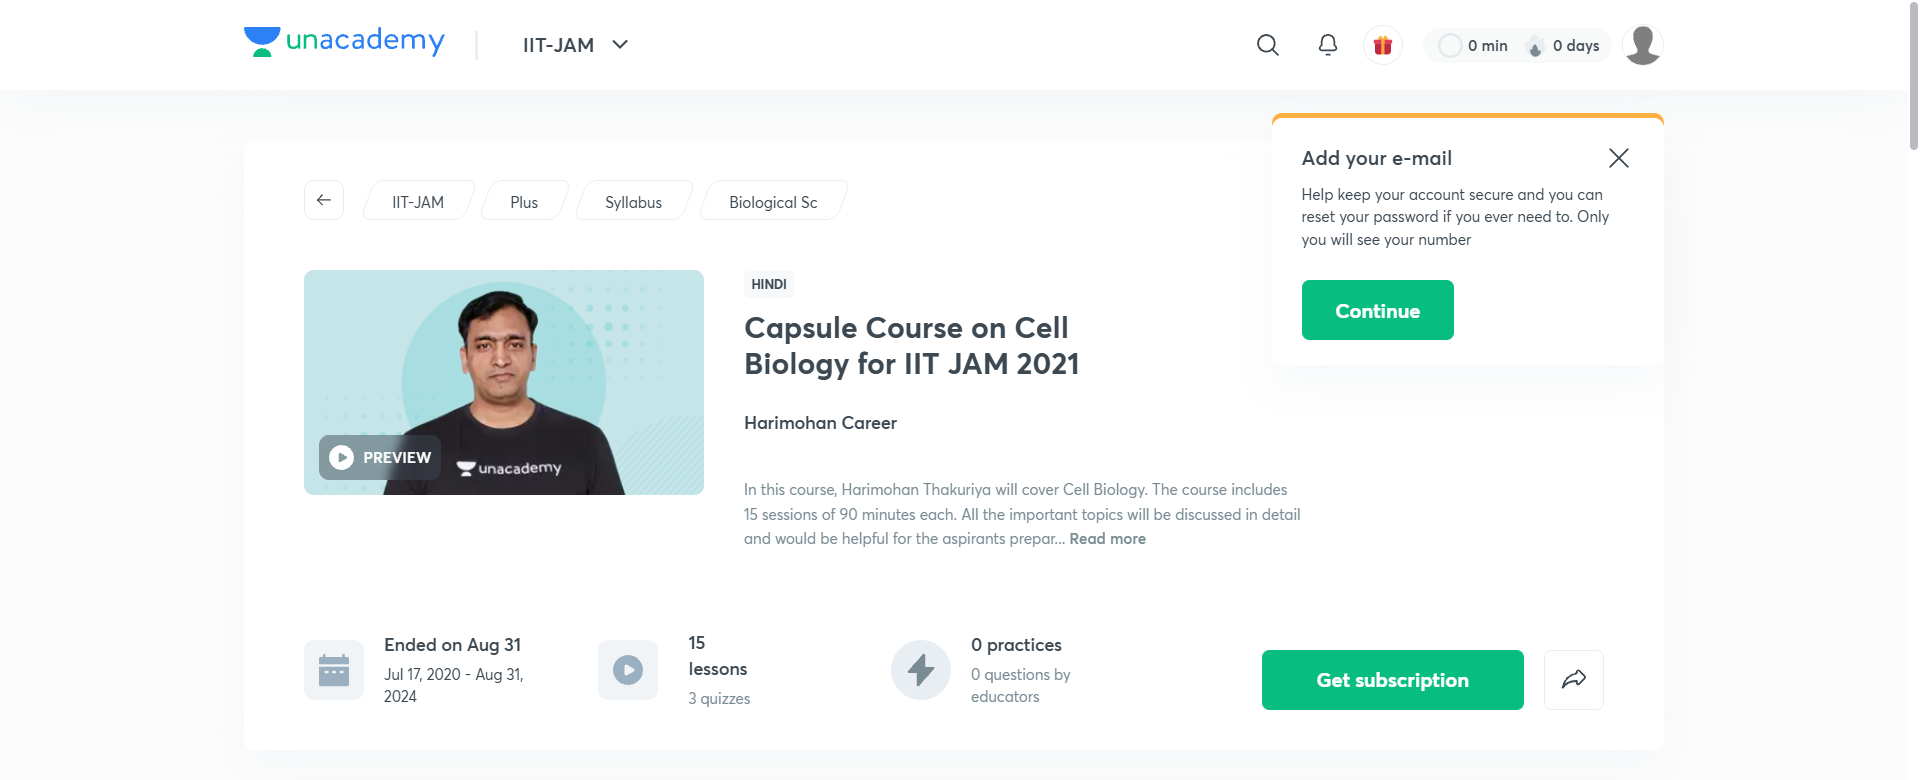 unacademy
IIT-JAM
0 min
0 days
Add your e-mail
Help keep your account secure and you can
reset your password if you ever need to. Only
you will see your number
Continue
IIT-JAM
Plus
Syllabus
Biological Sc
PREVIEW
unacademy
HINDI
Capsule Course on Cell
Biology for IIT JAM 2021
Harimohan Career
In this course, Harimohan Thakuriya will cover Cell Biology. The course includes
15 sessions of 90 minutes each. All the important topics will be discussed in detail
and would be helpful for the aspirants prepar... Read more
Ended on Aug 31
Jul 17, 2020 - Aug 31,
2024
15
lessons
3 quizzes
0 practices
0 questions by
educators
Get subscription